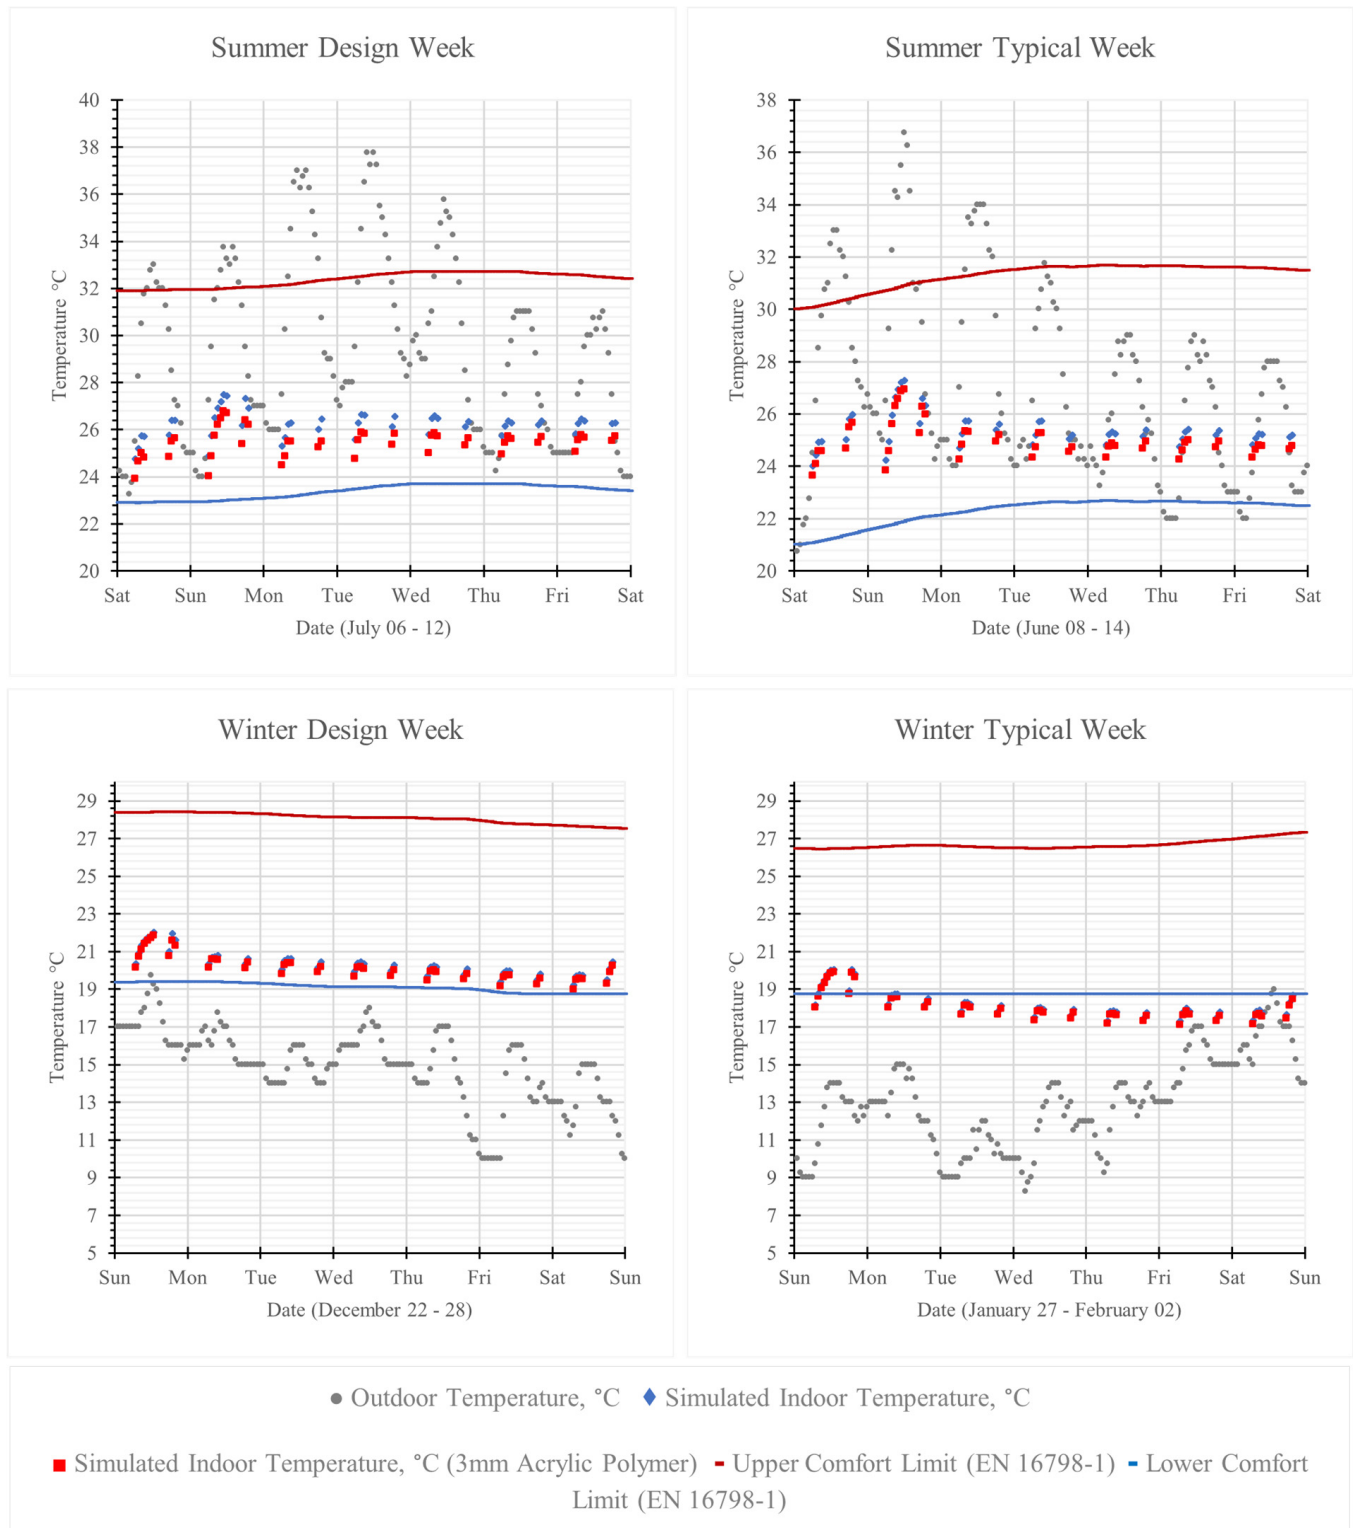 Summer Design Week
40
38
36
34
32
30
28
26
24
22
20
Temperature °C
Sat Sun Mon Tue Wed Thu Fri Sat
Date (July 06 - 12)
Summer Typical Week
38
36
34
32
30
28
26
24
22
20
Temperature °C
Sat Sun Mon Tue Wed Thu Fri Sat
Date (June 08 - 14)
Winter Design Week
29
27
25
23
21
19
17
15
13
11
9
7
5
Temperature °C
Sun Mon Tue Wed Thu Fri Sat Sun
Date (December 22 - 28)
Winter Typical Week
29
27
25
23
21
19
17
15
13
11
9
7
5
Temperature °C
Sun Mon Tue Wed Thu Fri Sat Sun
Date (January 27 - February 02)
Outdoor Temperature, °C Simulated Indoor Temperature, °C
Simulated Indoor Temperature, °C (3mm Acrylic Polymer) Upper Comfort Limit (EN 16798-1) Lower Comfort
Limit (EN 16798-1)